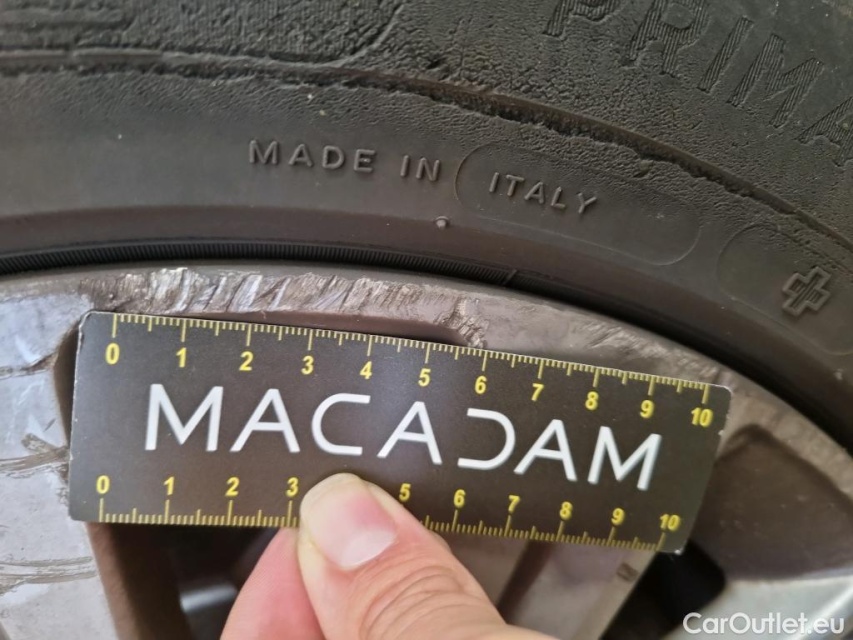 PRIMA
MADE IN ITALY
0 1 2 3 4 5 6 7 8 9 10
MACADAM
0 1 2 3 5 6 7 8 9 10
CarOutlet.eu